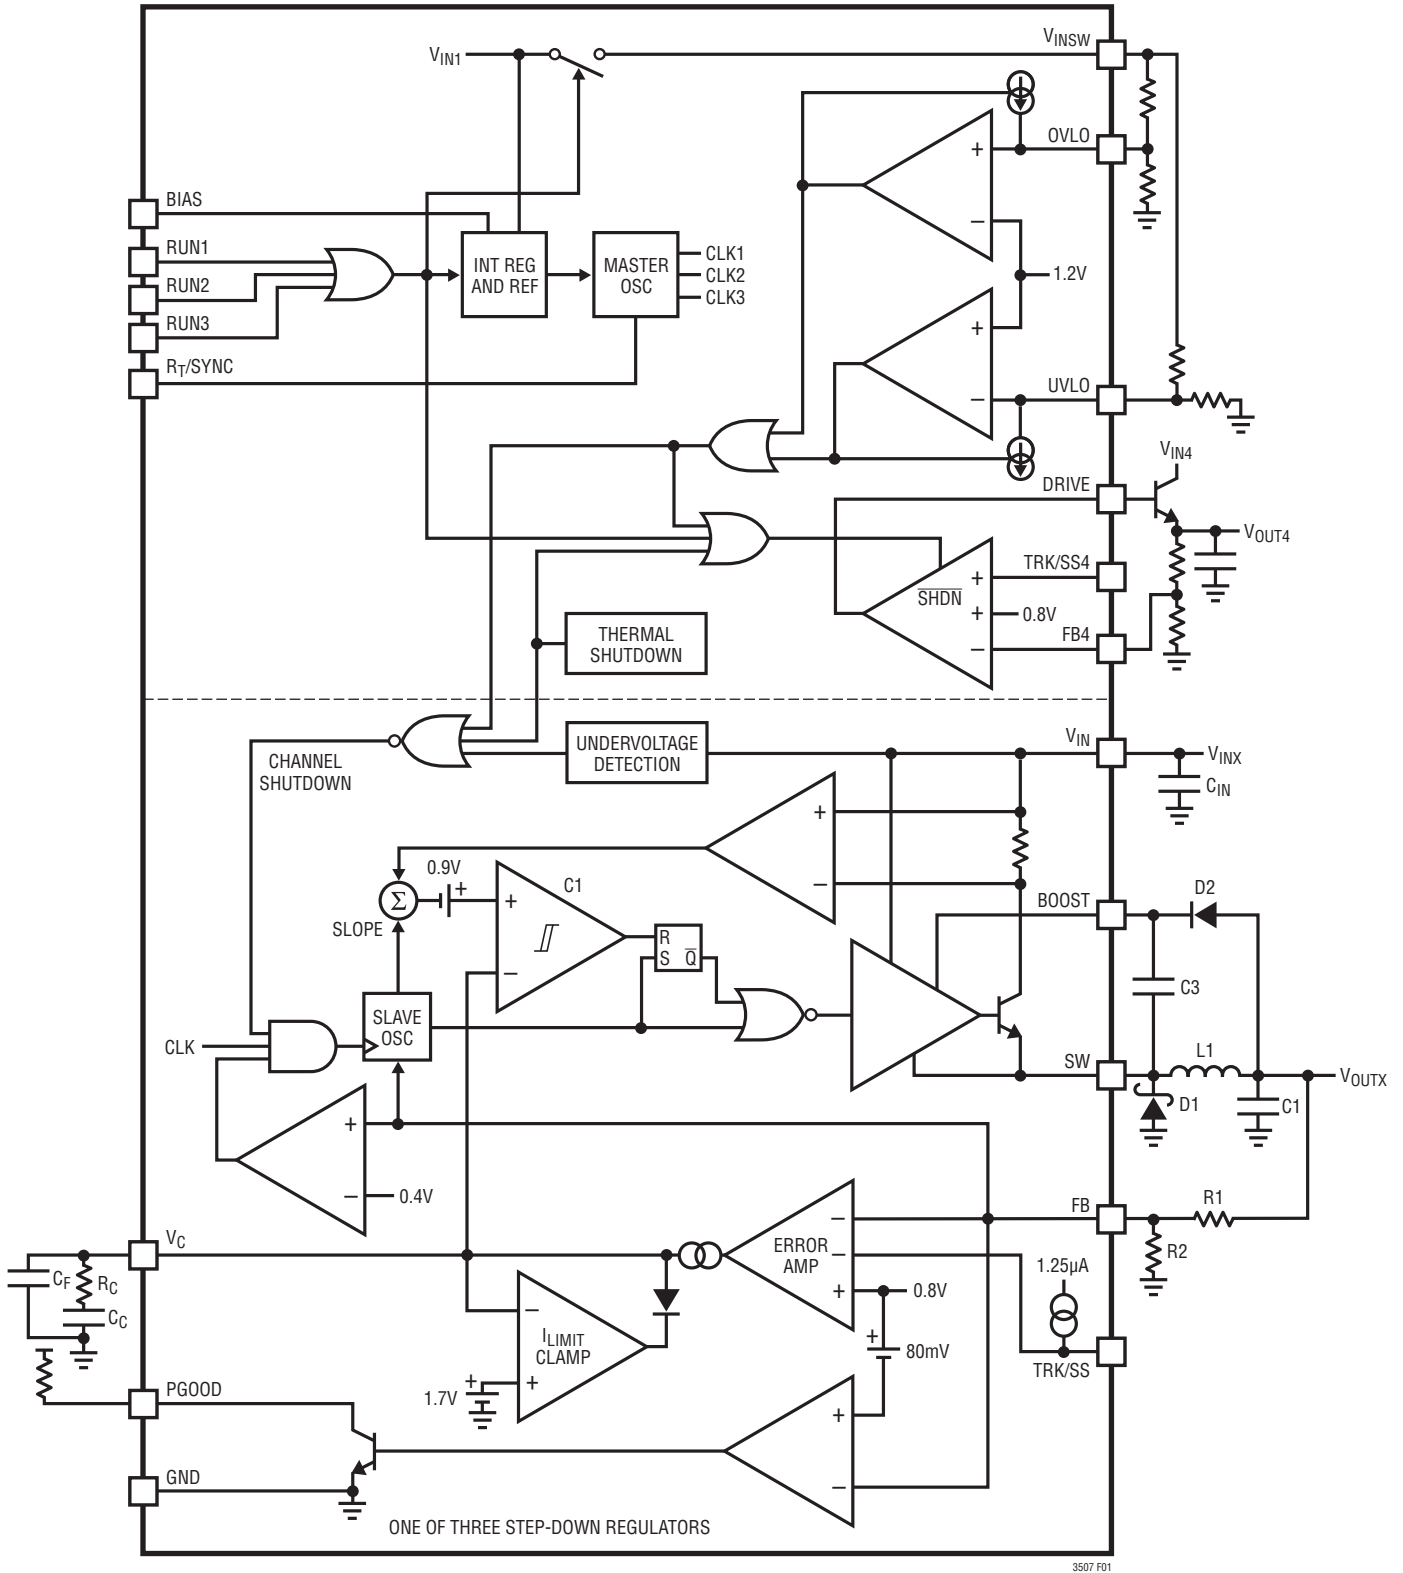 VIN1
VINSW
OVLO
BIAS
RUN1
RUN2
RUN3
RT/SYNC
INT REG
AND REF
MASTER
OSC
CLK1
CLK2
CLK3
+
–
1.2V
+
–
UVLO
VIN4
DRIVE
VOUT4
TRK/SS4
SHDN
+
+
–
0.8V
FB4
THERMAL
SHUTDOWN
CHANNEL
SHUTDOWN
UNDERVOLTAGE
DETECTION
VIN
VINX
CIN
+
–
0.9V
+
Σ
SLOPE
C1
+
–
R
S Q
BOOST
D2
C3
CLK
SLAVE
OSC
SW
L1
VOUTX
D1
C1
+
–
0.4V
FB
R1
R2
VC
CF
RC
CC
ERROR
AMP
–
–
+
0.8V
1.25µA
+
80mV
TRK/SS
–
ILIMIT
CLAMP
+
1.7V
+
PGOOD
+
–
GND
ONE OF THREE STEP-DOWN REGULATORS
3507 F01